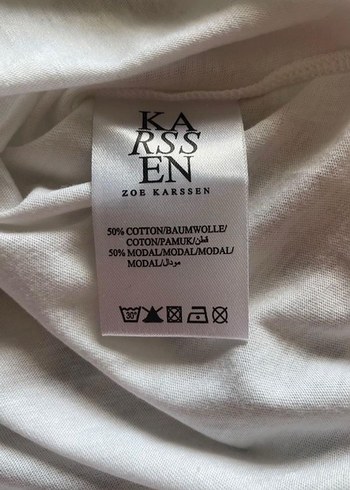 KA
RSS
EN
ZOE KARSSEN
50% COTTON/BAUMWOLLE/
COTON/PAMUK/قطن
50% MODAL/MODAL/MODAL/
MODAL/مودال
30°